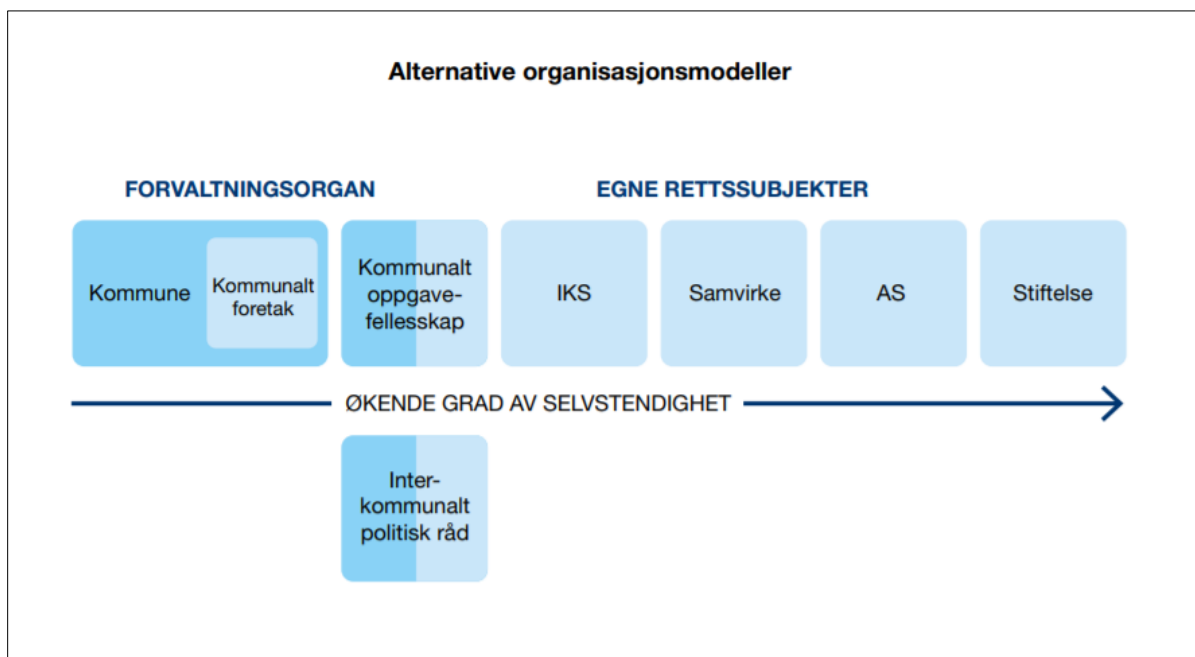 Alternative organisasjonsmodeller
FORVALTNINGSORGAN
EGNE RETTSSUBJEKTER
Kommune
Kommunalt
foretak
Kommunalt
oppgave-
fellesskap
IKS
Samvirke
AS
Stiftelse
ØKENDE GRAD AV SELVSTENDIGHET
Inter-
kommunalt
politisk råd